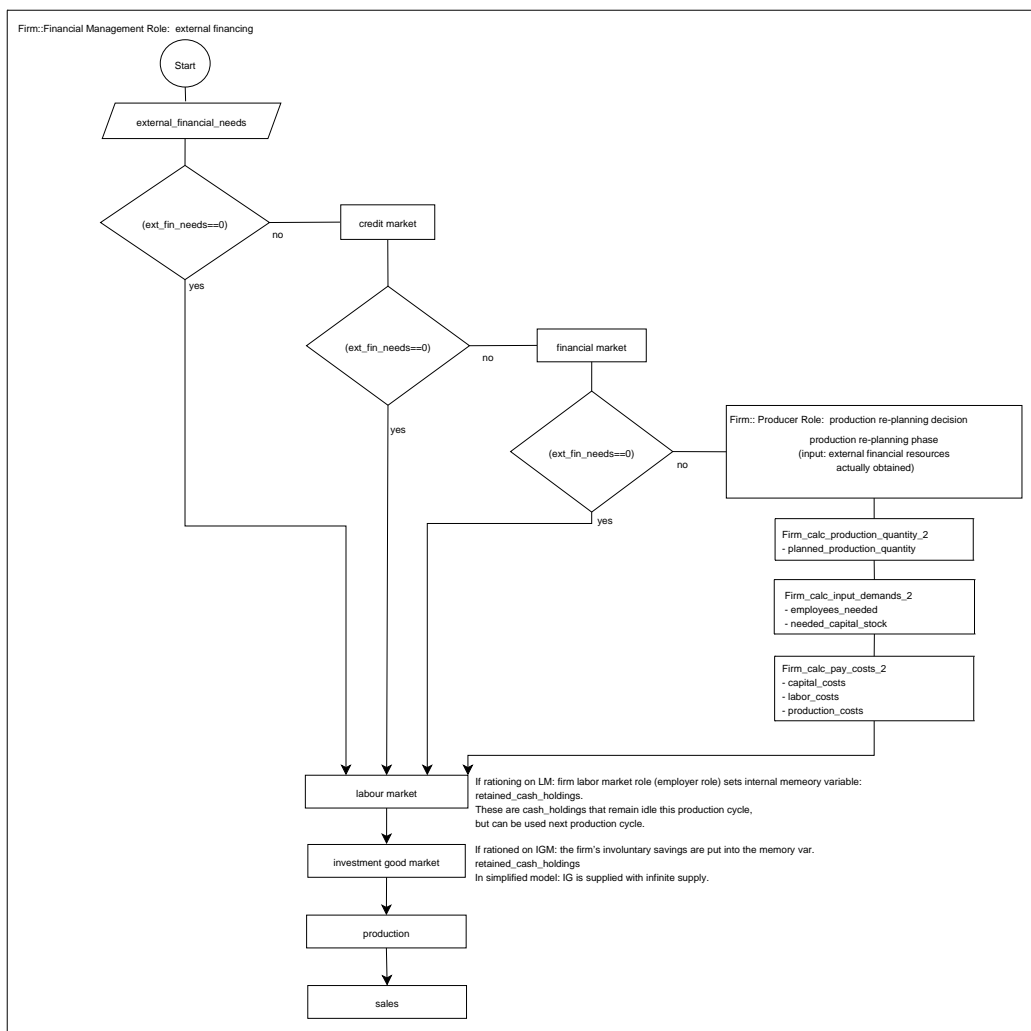 Firm::Financial Management Role: external financing
Start
external_financial_needs
(ext_fin_needs==0)
no
credit market
yes
(ext_fin_needs==0)
no
financial market
yes
(ext_fin_needs==0)
no
Firm:: Producer Role: production re-planning decision
production re-planning phase
(input: external financial resources
actually obtained)
yes
Firm_calc_production_quantity_2
- planned_production_quantity
Firm_calc_input_demands_2
- employees_needed
- needed_capital_stock
Firm_calc_pay_costs_2
- capital_costs
- labor_costs
- production_costs
labour market
If rationing on LM: firm labor market role (employer role) sets internal memeory variable:
retained_cash_holdings.
These are cash_holdings that remain idle this production cycle,
but can be used next production cycle.
investment good market
If rationed on IGM: the firm's involuntary savings are put into the memory var.
retained_cash_holdings
In simplified model: IG is supplied with infinite supply.
production
sales